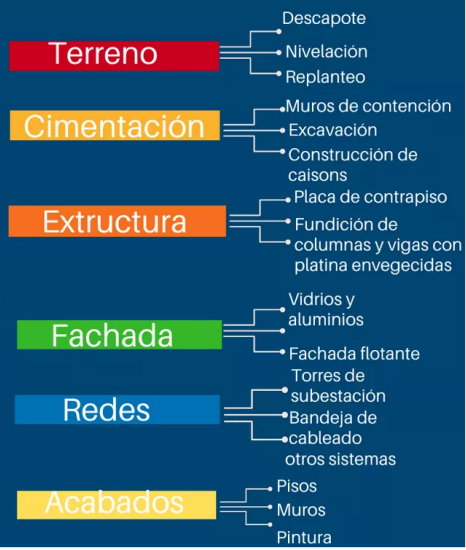 Descapote
Terreno
Nivelación
Replanteo
Muros de contención
Cimentación
Excavación
Construcción de
caisons
Placa de contrapiso
Extructura
Fundición de
columnas y vigas con
platina envegecidas
Vidrios y
aluminios
Fachada
Fachada flotante
Torres de
subestación
Redes
Bandeja de
cableado
otros sistemas
Pisos
Acabados
Muros
Pintura